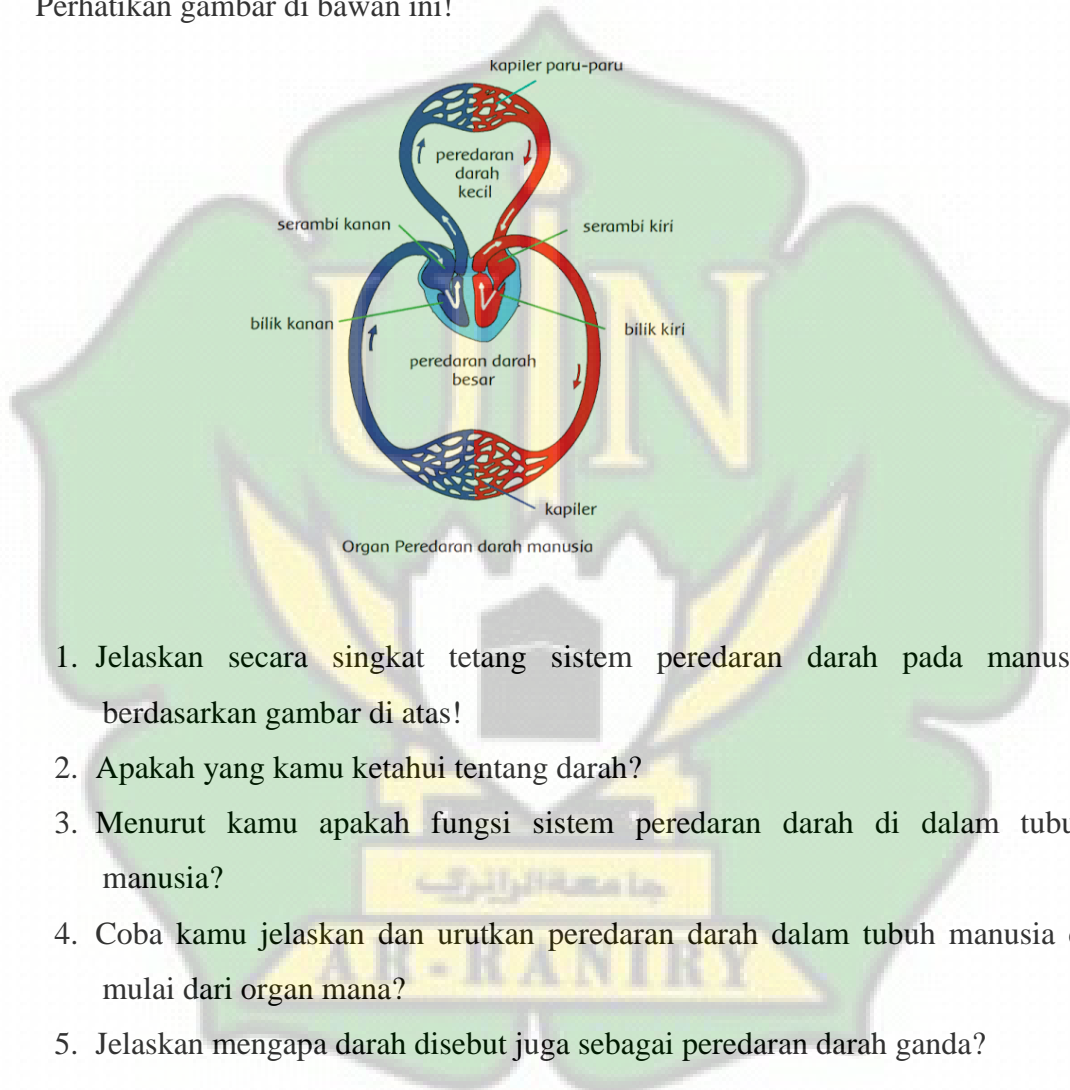 Perhatikan gambar di bawan ini!
kapiler paru-paru
peredaran
darah
kecil
serambi kanan
serambi kiri
bilik kanan
bilik kiri
peredaran darah
besar
kapiler
Organ Peredaran darah manusia
UIN
1. Jelaskan secara singkat tetang sistem peredaran darah pada manus
berdasarkan gambar di atas!
2. Apakah yang kamu ketahui tentang darah?
3. Menurut kamu apakah fungsi sistem peredaran darah di dalam tubu
manusia?
جامعة الرانري
4. Coba kamu jelaskan dan urutkan peredaran darah dalam tubuh manusia
mulai dari organ mana?
AR-RANIRY
5. Jelaskan mengapa darah disebut juga sebagai peredaran darah ganda?